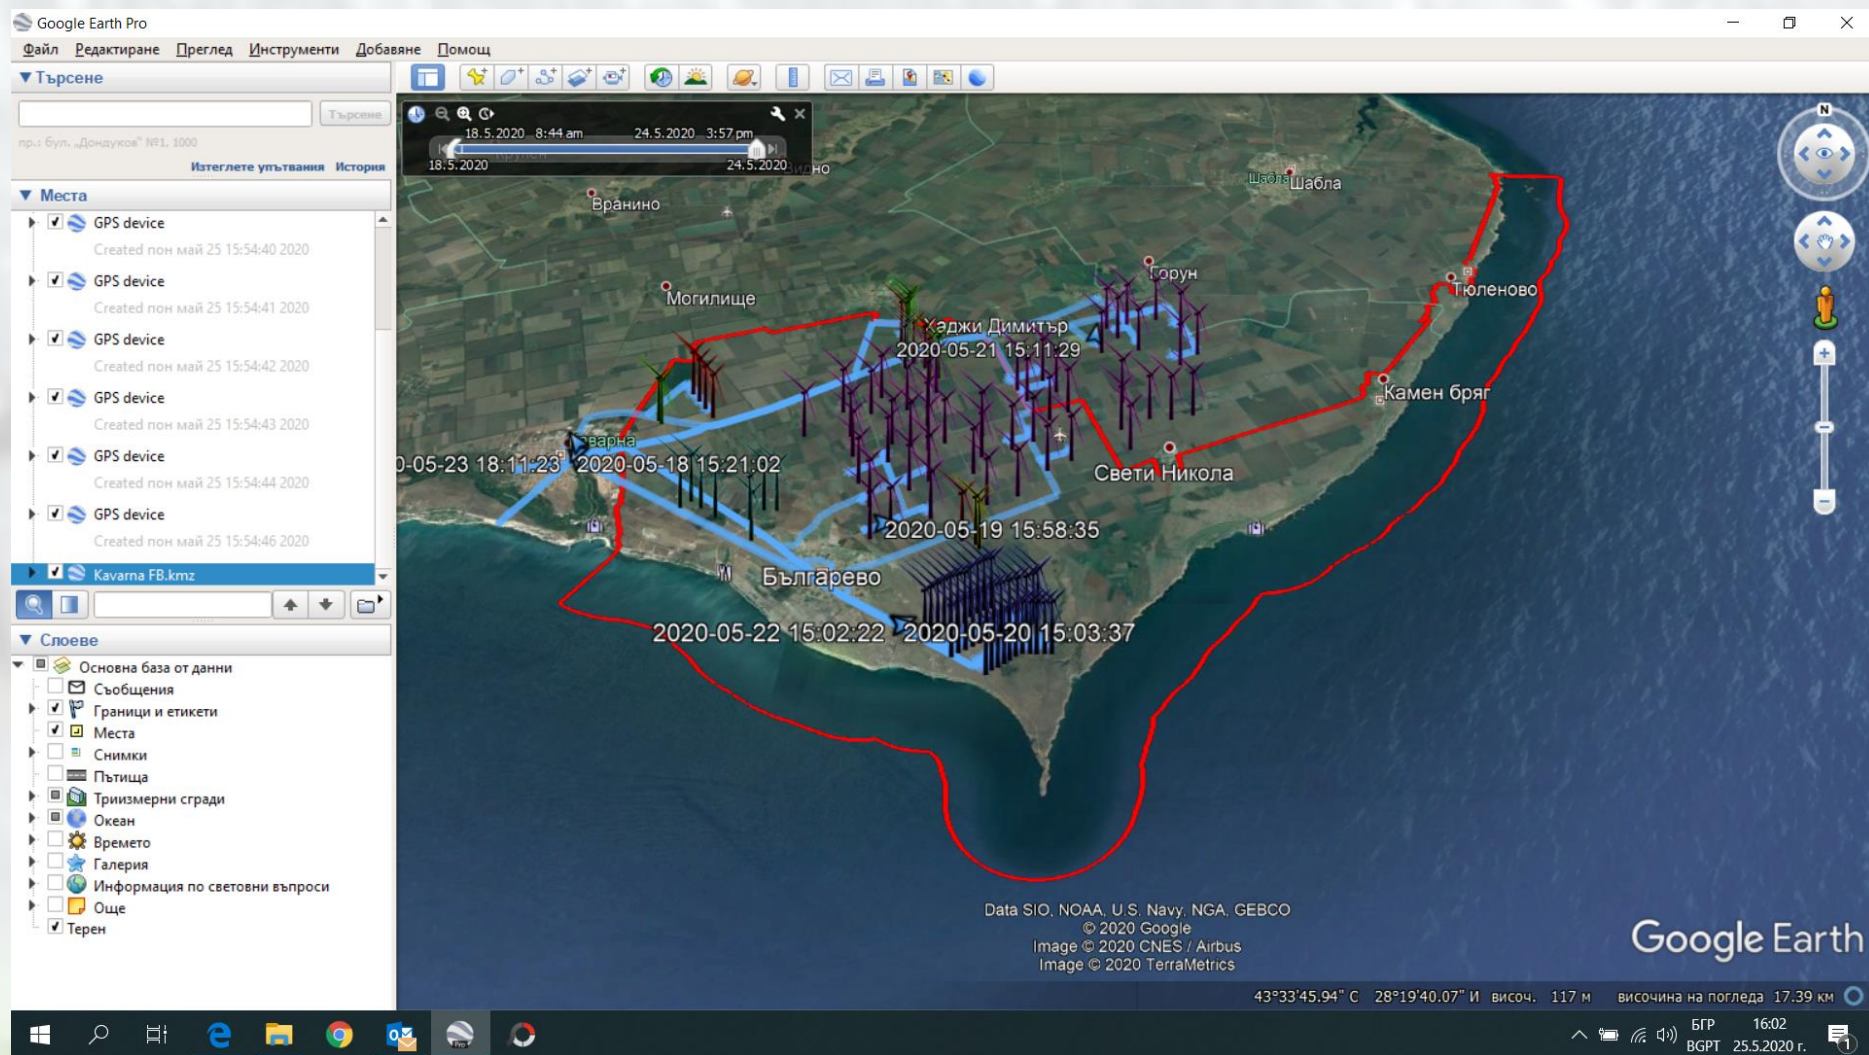 Google Earth Pro
Файл Редактиране Преглед Инструменти Добавяне Помощ
Търсене
Търсене
пр.: бул. „Дондуков" №1, 1000
Изтеглете упътвания История
Места
GPS device
Created пон май 25 15:54:40 2020
GPS device
Created пон май 25 15:54:41 2020
GPS device
Created пон май 25 15:54:42 2020
GPS device
Created пон май 25 15:54:43 2020
GPS device
Created пон май 25 15:54:44 2020
GPS device
Created пон май 25 15:54:46 2020
Kavarna FB.kmz
Слоеве
Основна база от данни
Съобщения
Граници и етикети
Места
Снимки
Пътища
Триизмерни сгради
Океан
Времето
Галерия
Информация по световни въпроси
Още
Терен
18.5.2020 8:44 am 24.5.2020 3:57 pm
18.5.2020 24.5.2020
N
Вранино
Шабла Шабла
Горун
Тюленово
Могилище
Хаджи Димитър
2020-05-21 15:11:29
Камен бряг
0-05-23 18:11:23 2020-05-18 15:21:02
Свети Никола
2020-05-19 15:58:35
Българево
2020-05-22 15:02:22 2020-05-20 15:03:37
Data SIO, NOAA, U.S. Navy, NGA, GEBCO
© 2020 Google
Image © 2020 CNES / Airbus
Image © 2020 TerraMetrics
Google Earth
43°33'45.94" С 28°19'40.07" И височ. 117 м височина на погледа 17.39 км
БГР 16:02
BGPT 25.5.2020 г.
1